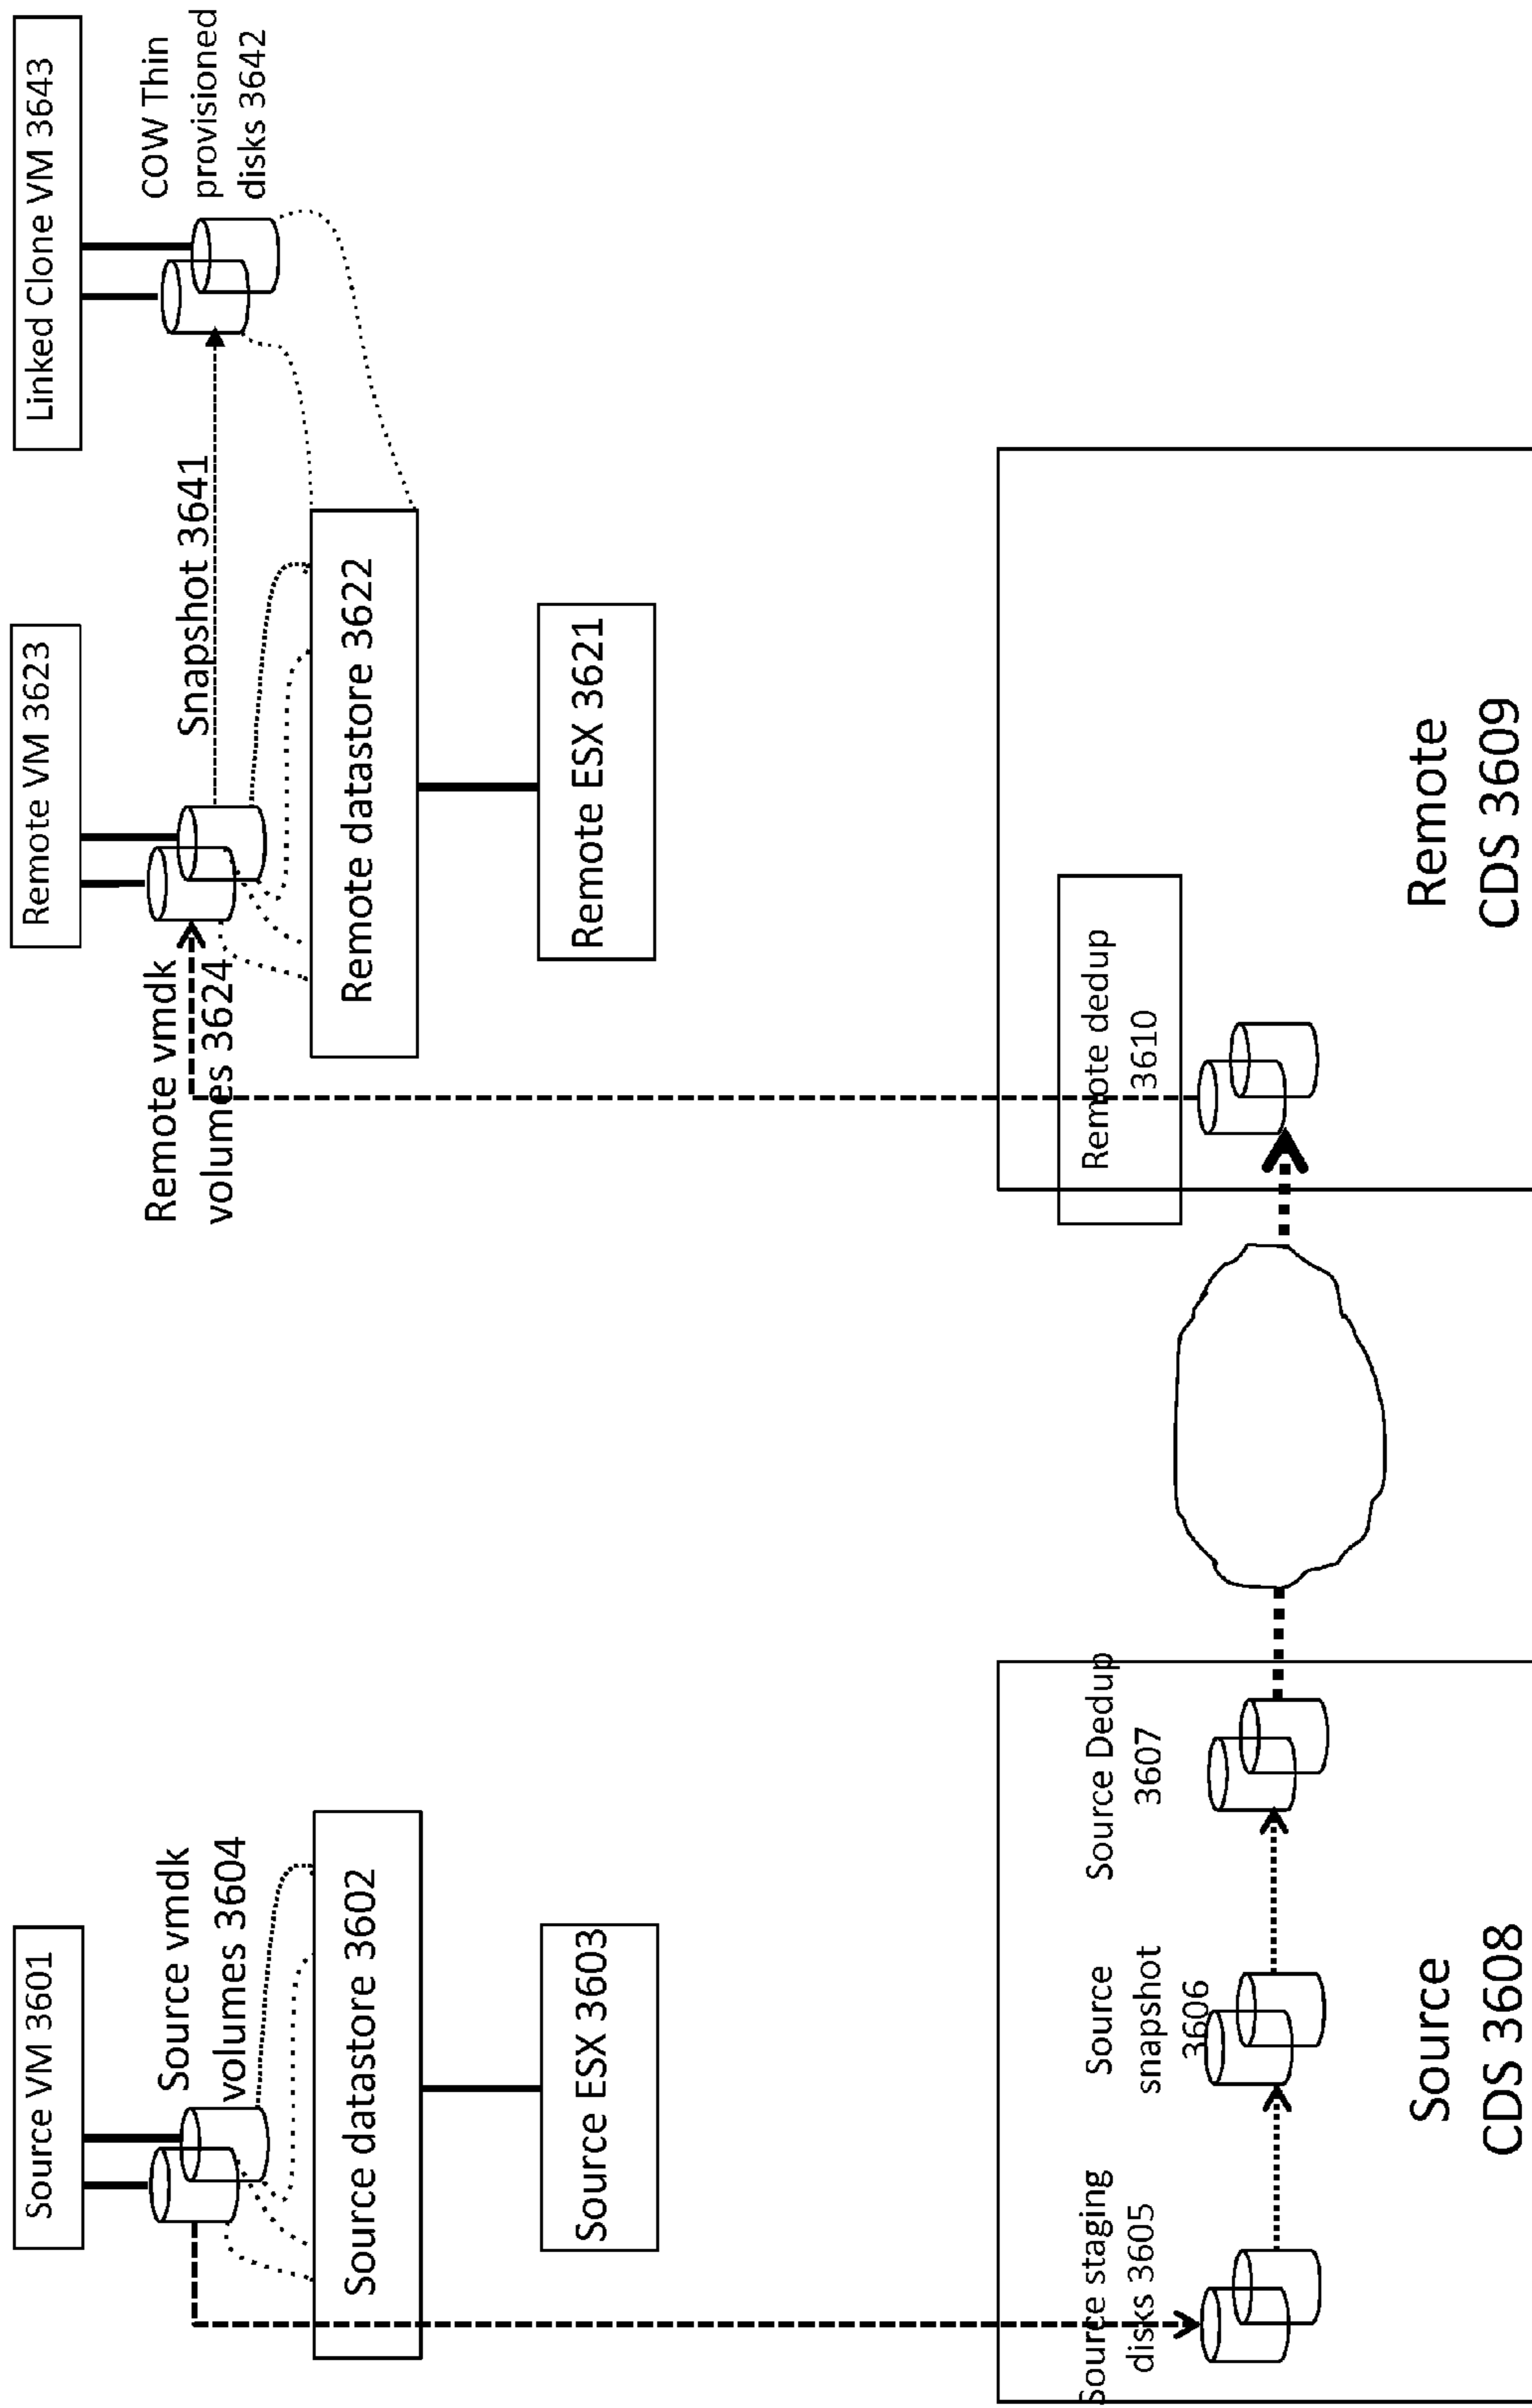 Source VM 3601
Source vmdk
volumes 3604
Source datastore 3602
Source ESX 3603
Remote VM 3623
Remote vmdk
volumes 3624
Snapshot 3641
Remote datastore 3622
Remote ESX 3621
Linked Clone VM 3643
COW Thin
provisioned
disks 3642
Source staging
disks 3605
Source
snapshot
3606
Source Dedup
3607
Source
CDS 3608
Remote dedup
3610
Remote
CDS 3609